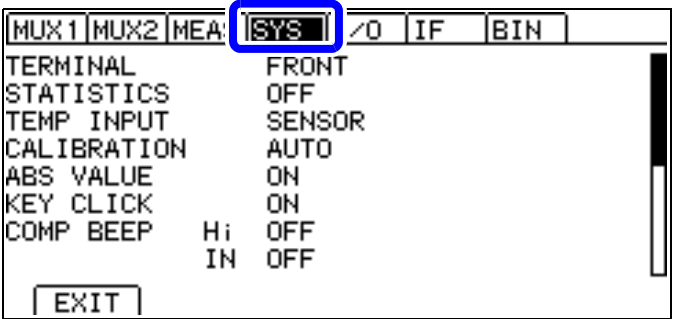 MUX1 MUX2 MEA SYS /O IF BIN
TERMINAL FRONT
STATISTICS OFF
TEMP INPUT SENSOR
CALIBRATION AUTO
ABS VALUE ON
KEY CLICK ON
COMP BEEP Hi OFF
IN OFF
EXIT